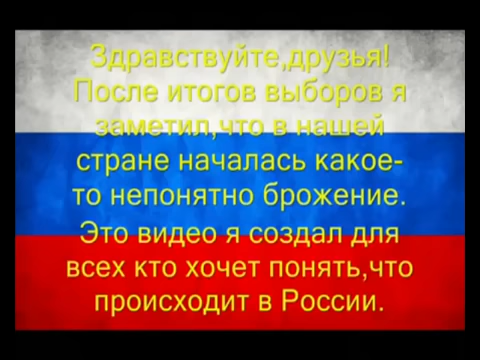 Здравствуйте,друзья!
После итогов выборов я
заметил,что в нашей
стране началась какое-
то непонятно брожение.
Это видео я создал для
всех кто хочет понять,что
происходит в России.